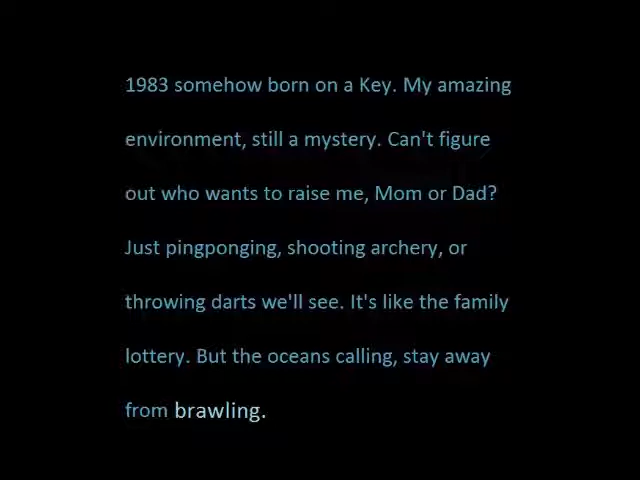 1983 somehow born on a Key. My amazing
environment, still a mystery. Can't figure
out who wants to raise me, Mom or Dad?
Just pingponging, shooting archery, or
throwing darts we'll see. It's like the family
lottery. But the oceans calling, stay away
from brawling.